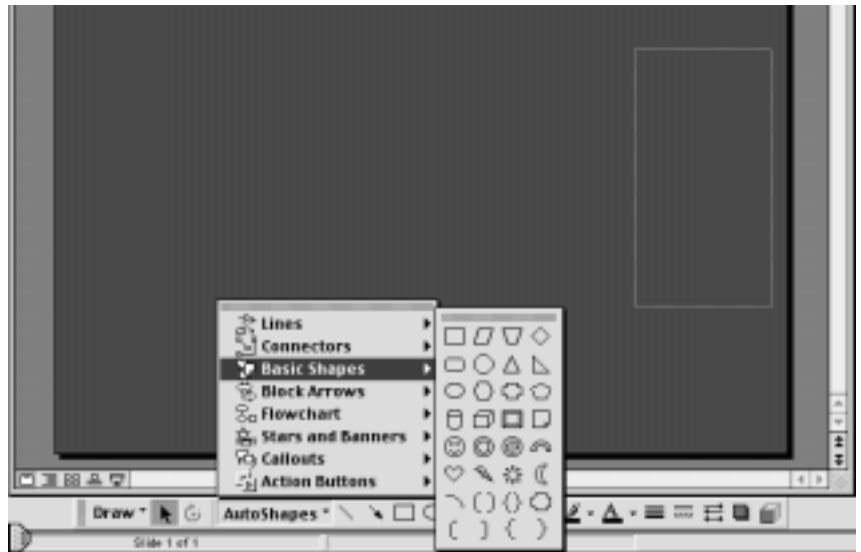 Lines
Connectors
Basic Shapes
Block Arrows
Flowchart
Stars and Banners
Callouts
Action Buttons
Draw
AutoShapes
Slide 1 of 1